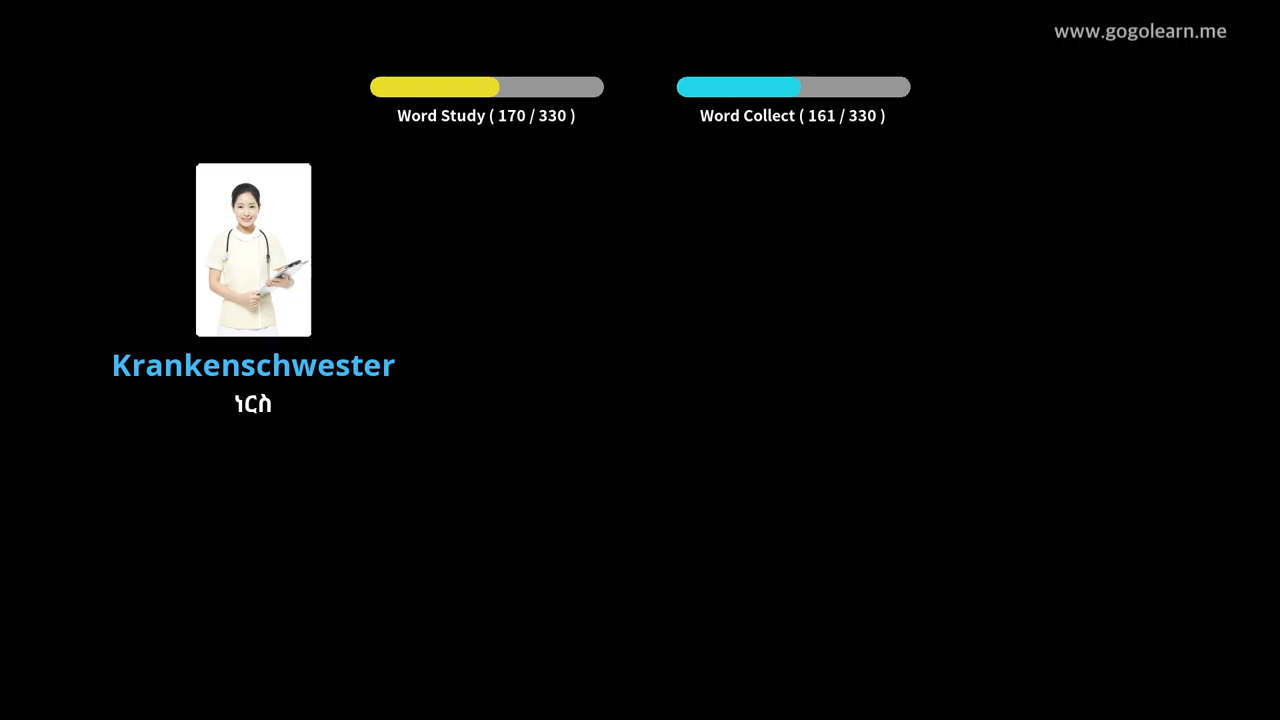 www.gogolearn.me
Word Study ( 170 / 330 )
Word Collect ( 161 / 330 )
Krankenschwester
ነርስ